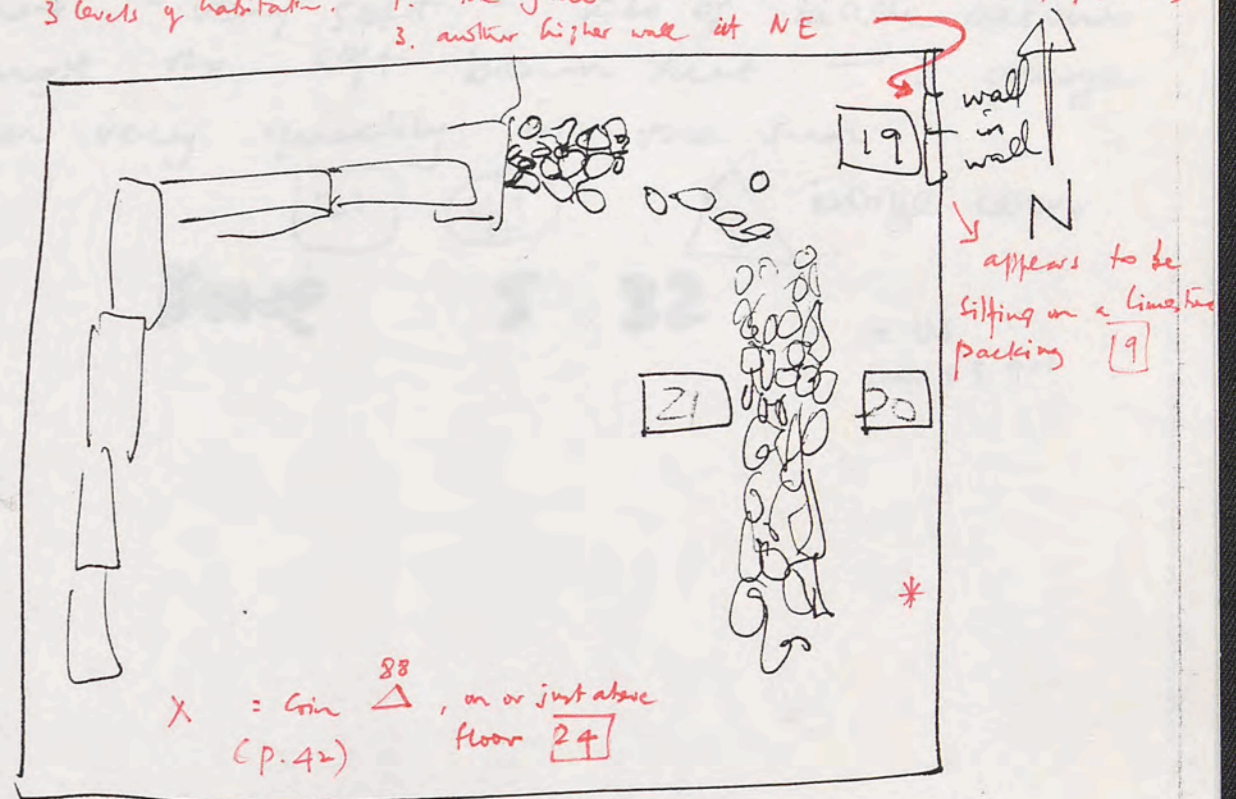 3 levels of habitation.
3. another higher wall at NE
wall
in
wall
19
N
appears to be
sitting on a limestone
packing 19
21
20
*
88
X = Coin △, on or just above
(p.42) floor 24